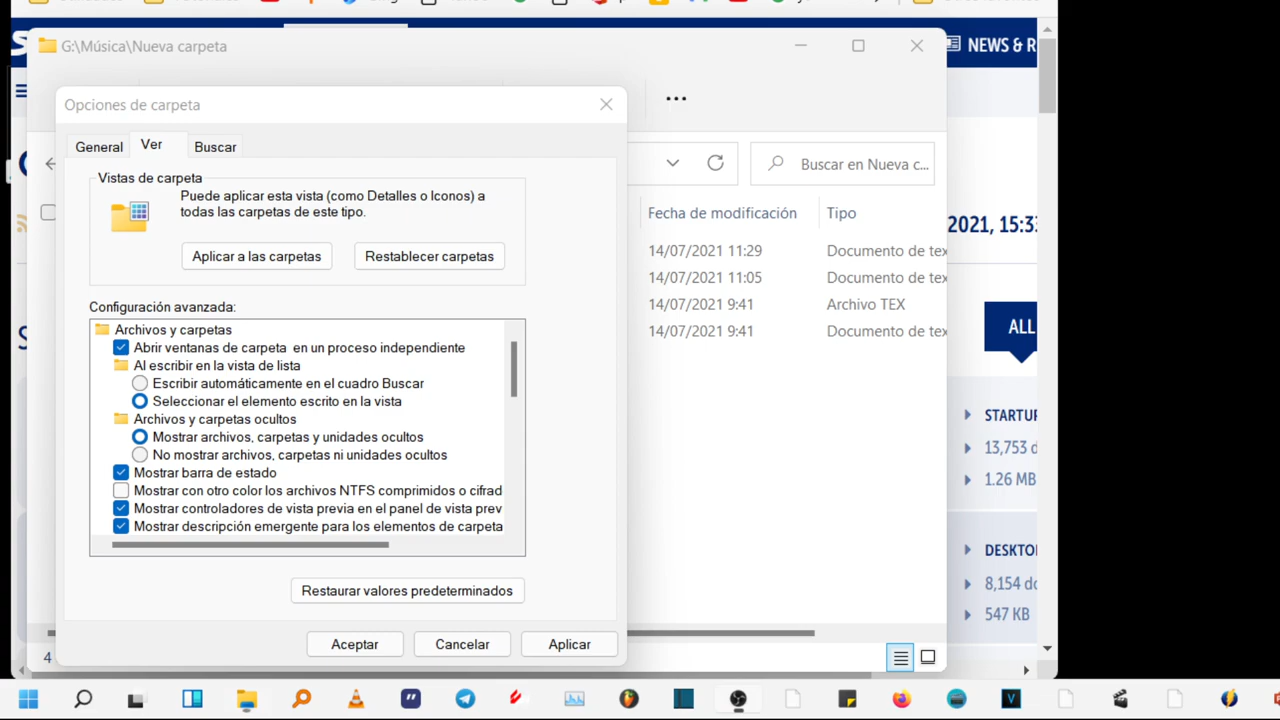 G:\Música\Nueva carpeta
NEWS & R
Opciones de carpeta
General
Ver
Buscar
Buscar en Nueva c...
Vistas de carpeta
Puede aplicar esta vista (como Detalles o Iconos) a
todas las carpetas de este tipo.
Aplicar a las carpetas
Restablecer carpetas
Fecha de modificación
Tipo
2021, 15:3
14/07/2021 11:29
Documento de tex
14/07/2021 11:05
Documento de tex
14/07/2021 9:41
Archivo TEX
14/07/2021 9:41
Documento de tex
ALL
Configuración avanzada:
Archivos y carpetas
Abrir ventanas de carpeta en un proceso independiente
Al escribir en la vista de lista
Escribir automáticamente en el cuadro Buscar
Seleccionar el elemento escrito en la vista
Archivos y carpetas ocultos
Mostrar archivos, carpetas y unidades ocultos
No mostrar archivos, carpetas ni unidades ocultos
Mostrar barra de estado
Mostrar con otro color los archivos NTFS comprimidos o cifrad
Mostrar controladores de vista previa en el panel de vista prev
Mostrar descripción emergente para los elementos de carpeta
STARTUP
13,753 d
1.26 MB
DESKTO
8,154 do
547 KB
Restaurar valores predeterminados
Aceptar
Cancelar
Aplicar
4